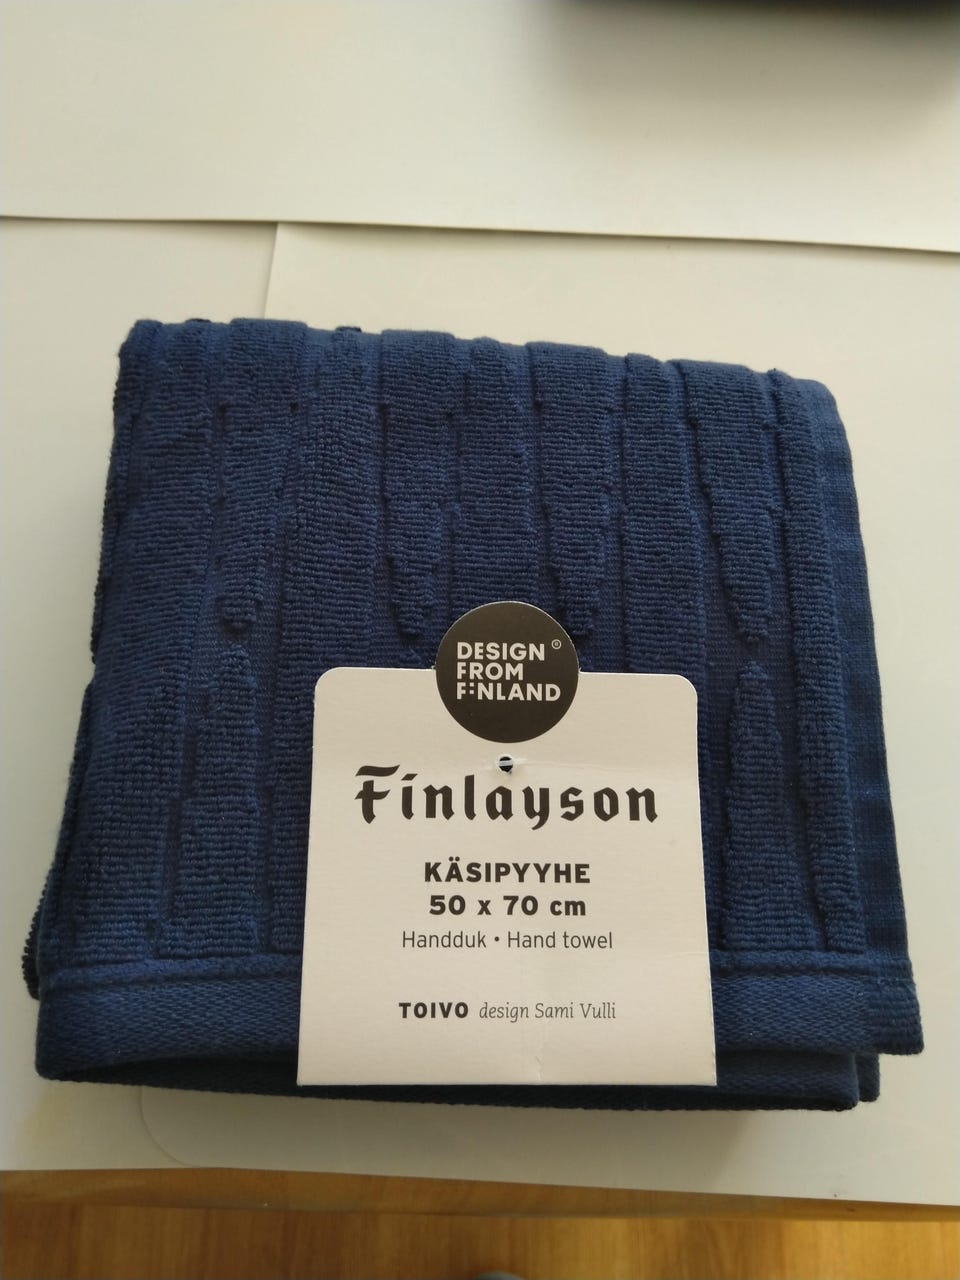 DESIGN ®
FROM
FINLAND
Finlayson
KÄSIPYYHE
50 x 70 cm
Handduk • Hand towel
TOIVO design Sami Vulli